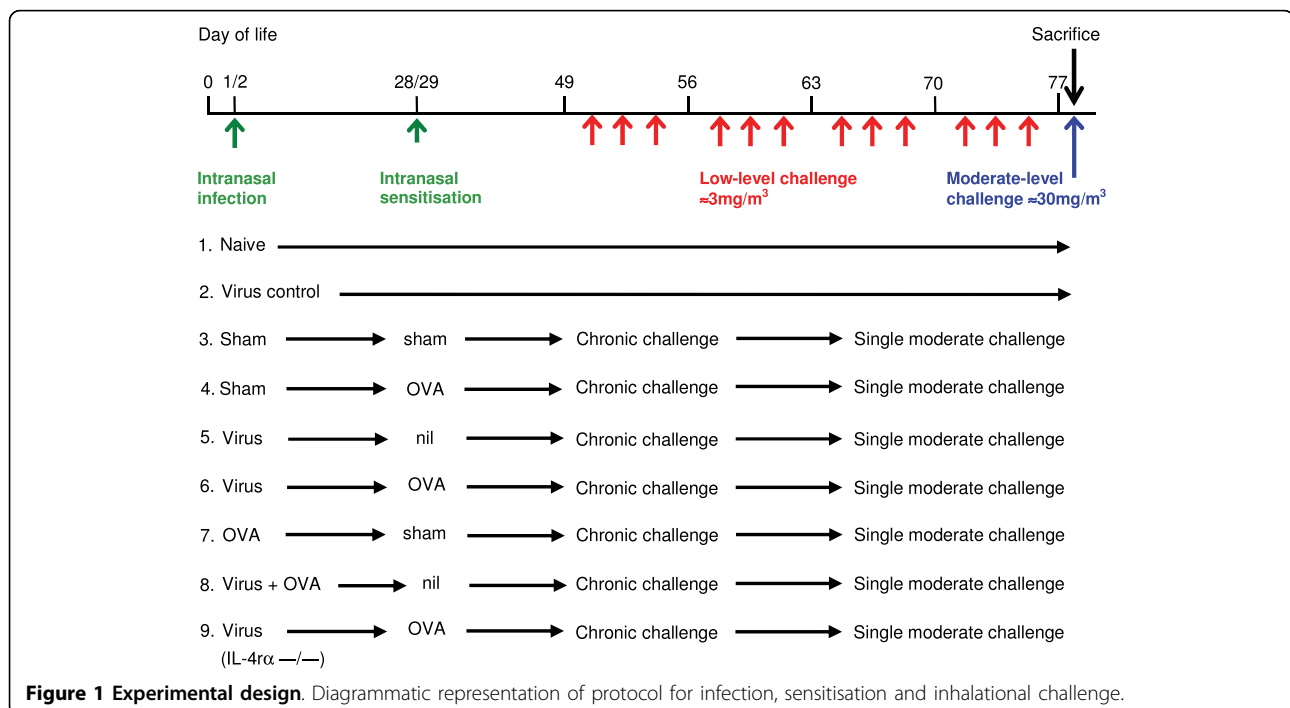 Day of life
Sacrifice
0 1/2 28/29 49 56 63 70 77
Intranasal infection
Intranasal sensitisation
Low-level challenge ≈3mg/m³
Moderate-level challenge ≈30mg/m³
1. Naive
2. Virus control
3. Sham sham Chronic challenge Single moderate challenge
4. Sham OVA Chronic challenge Single moderate challenge
5. Virus nil Chronic challenge Single moderate challenge
6. Virus OVA Chronic challenge Single moderate challenge
7. OVA sham Chronic challenge Single moderate challenge
8. Virus + OVA nil Chronic challenge Single moderate challenge
9. Virus OVA Chronic challenge Single moderate challenge
(IL-4rα —/—)
Figure 1 Experimental design. Diagrammatic representation of protocol for infection, sensitisation and inhalational challenge.